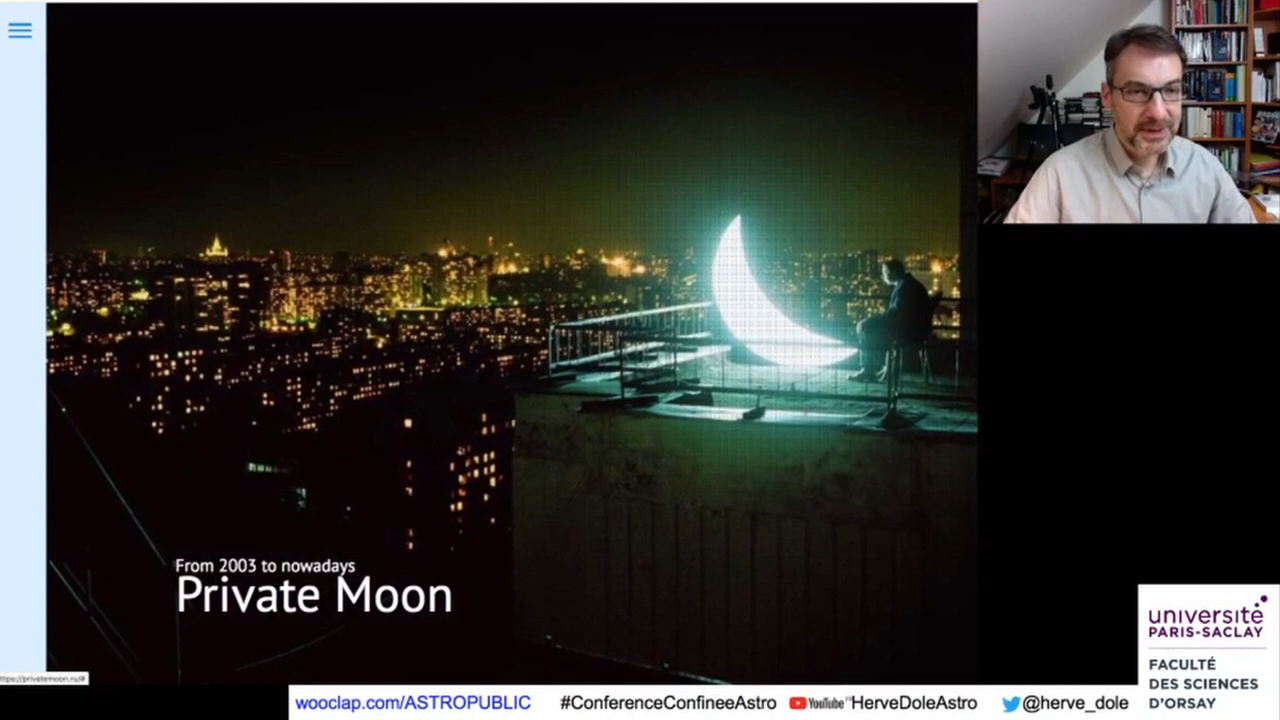 From 2003 to nowadays
Private Moon
ttps://privatemoon.ru/#
université
PARIS-SACLAY
FACULTÉ
DES SCIENCES
D'ORSAY
wooclap.com/ASTROPUBLIC #ConferenceConfineeAstro YouTube HerveDoleAstro @herve_dole